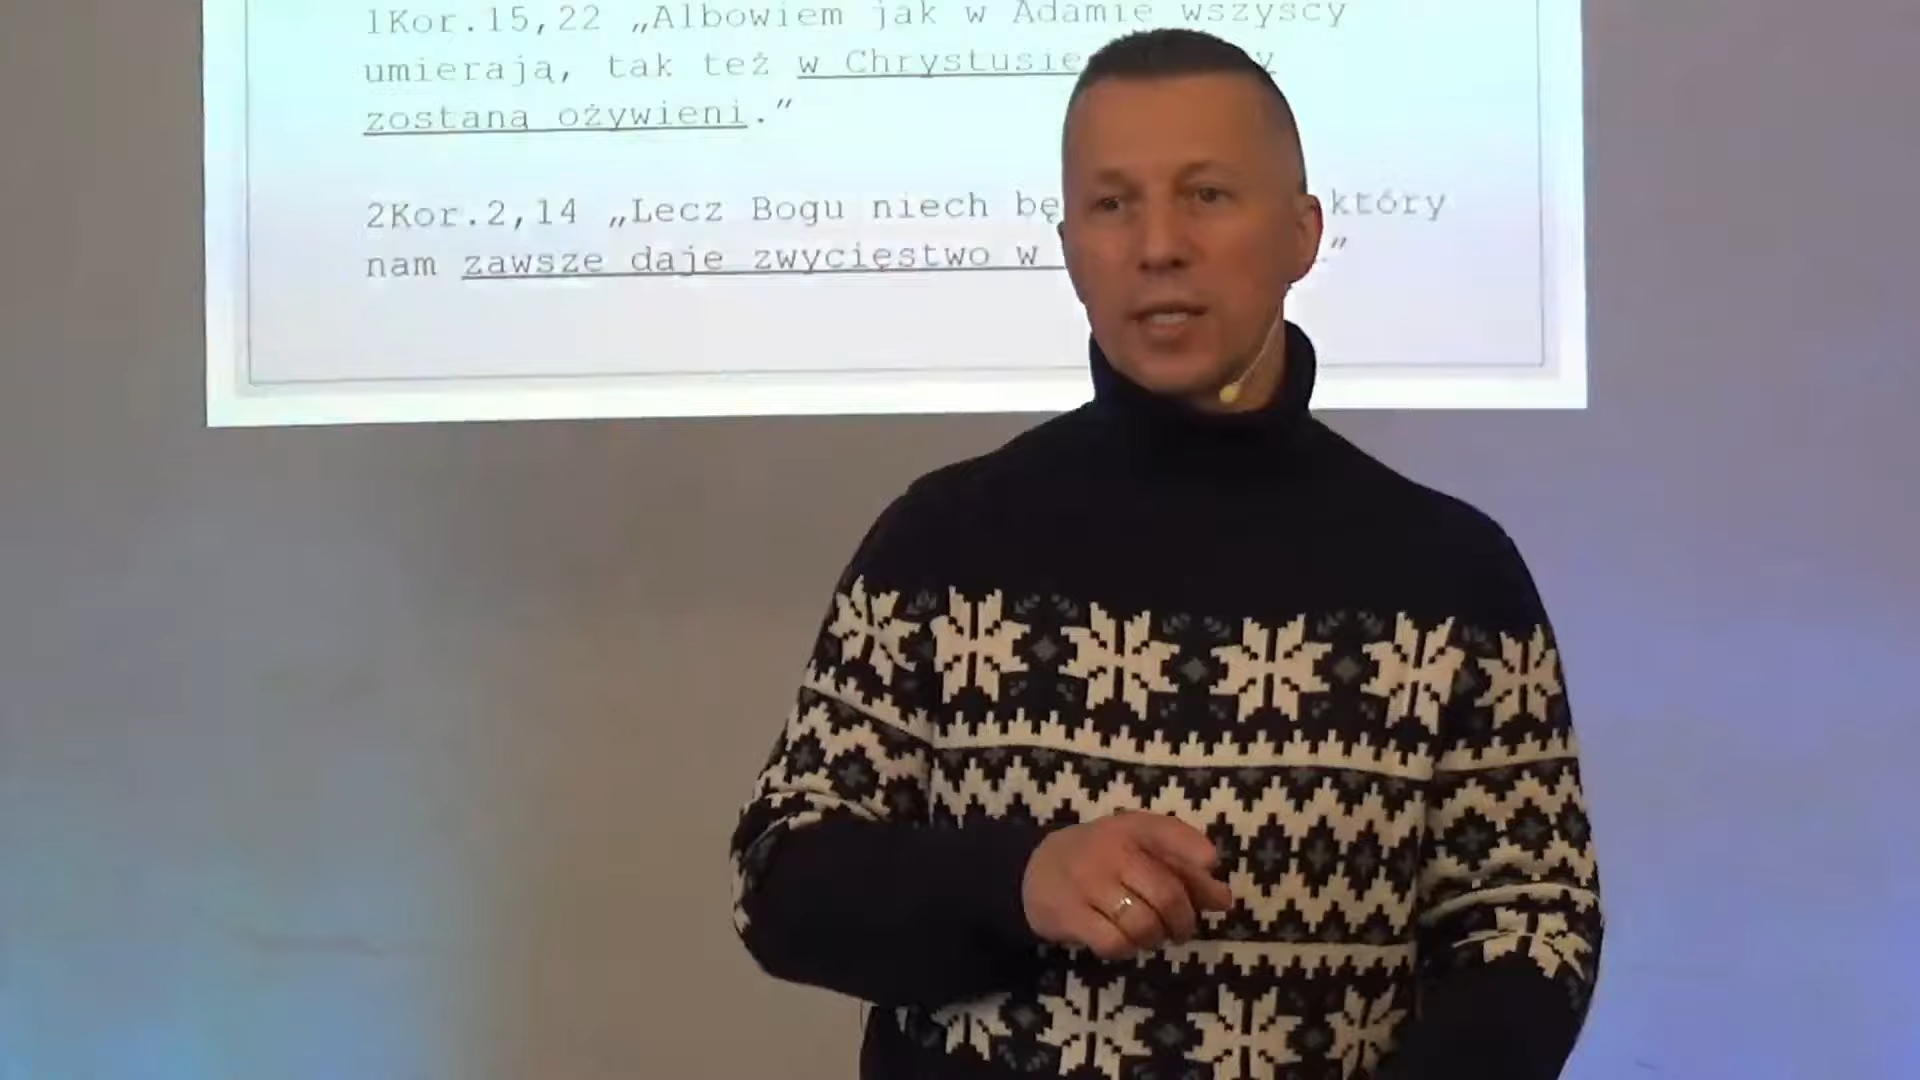 1Kor.15,22 „Albowiem jak w Adamie wszyscy
umierają, tak też w Chrystusie
zostaną ożywieni.”
2Kor.2,14 „Lecz Bogu niech bę który
nam zawsze daje zwycięstwo w ”